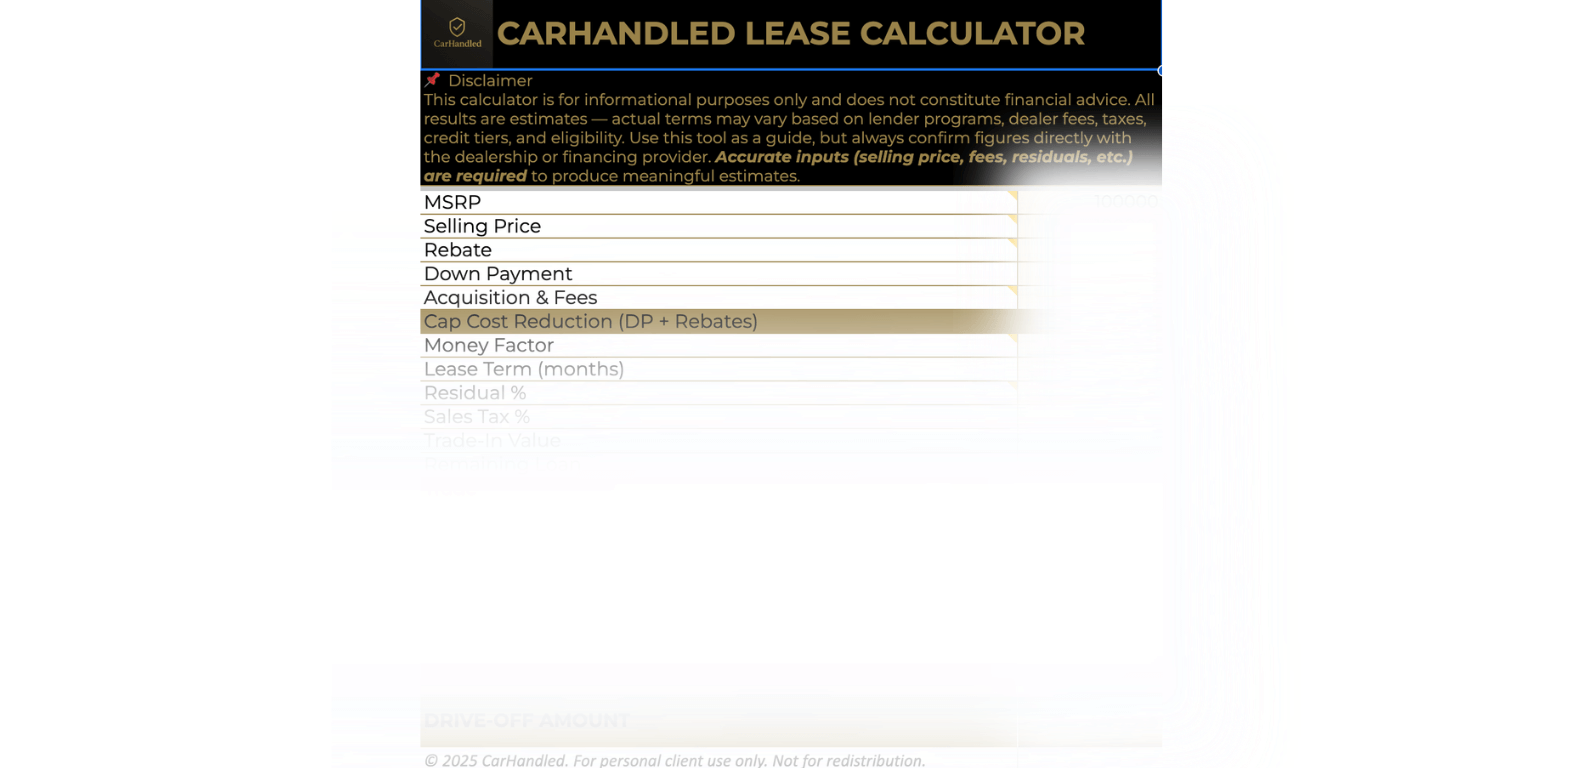 CarHandled
CARHANDLED LEASE CALCULATOR
📌 Disclaimer
This calculator is for informational purposes only and does not constitute financial advice. All
results are estimates — actual terms may vary based on lender programs, dealer fees, taxes,
credit tiers, and eligibility. Use this tool as a guide, but always confirm figures directly with
the dealership or financing provider. Accurate inputs (selling price, fees, residuals, etc.)
are required to produce meaningful estimates.
MSRP 100000
Selling Price
Rebate
Down Payment
Acquisition & Fees
Cap Cost Reduction (DP + Rebates)
Money Factor
Lease Term (months)
Residual %
Sales Tax %
Trade-In Value
DRIVE-OFF AMOUNT
© 2025 CarHandled. For personal client use only. Not for redistribution.